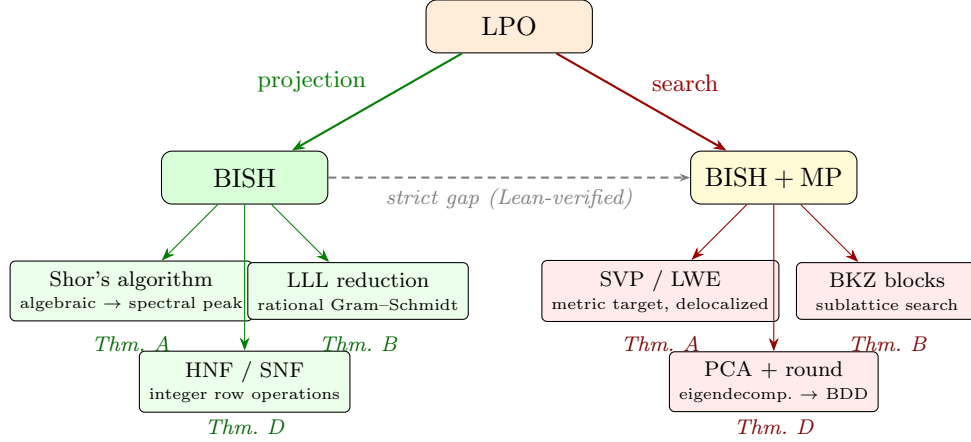 LPO
projection
search
BISH
BISH + MP
strict gap (Lean-verified)
Shor's algorithm
algebraic → spectral peak
LLL reduction
rational Gram–Schmidt
SVP / LWE
metric target, delocalized
BKZ blocks
sublattice search
Thm. A
Thm. B
Thm. A
Thm. B
HNF / SNF
integer row operations
PCA + round
eigendecomp. → BDD
Thm. D
Thm. D